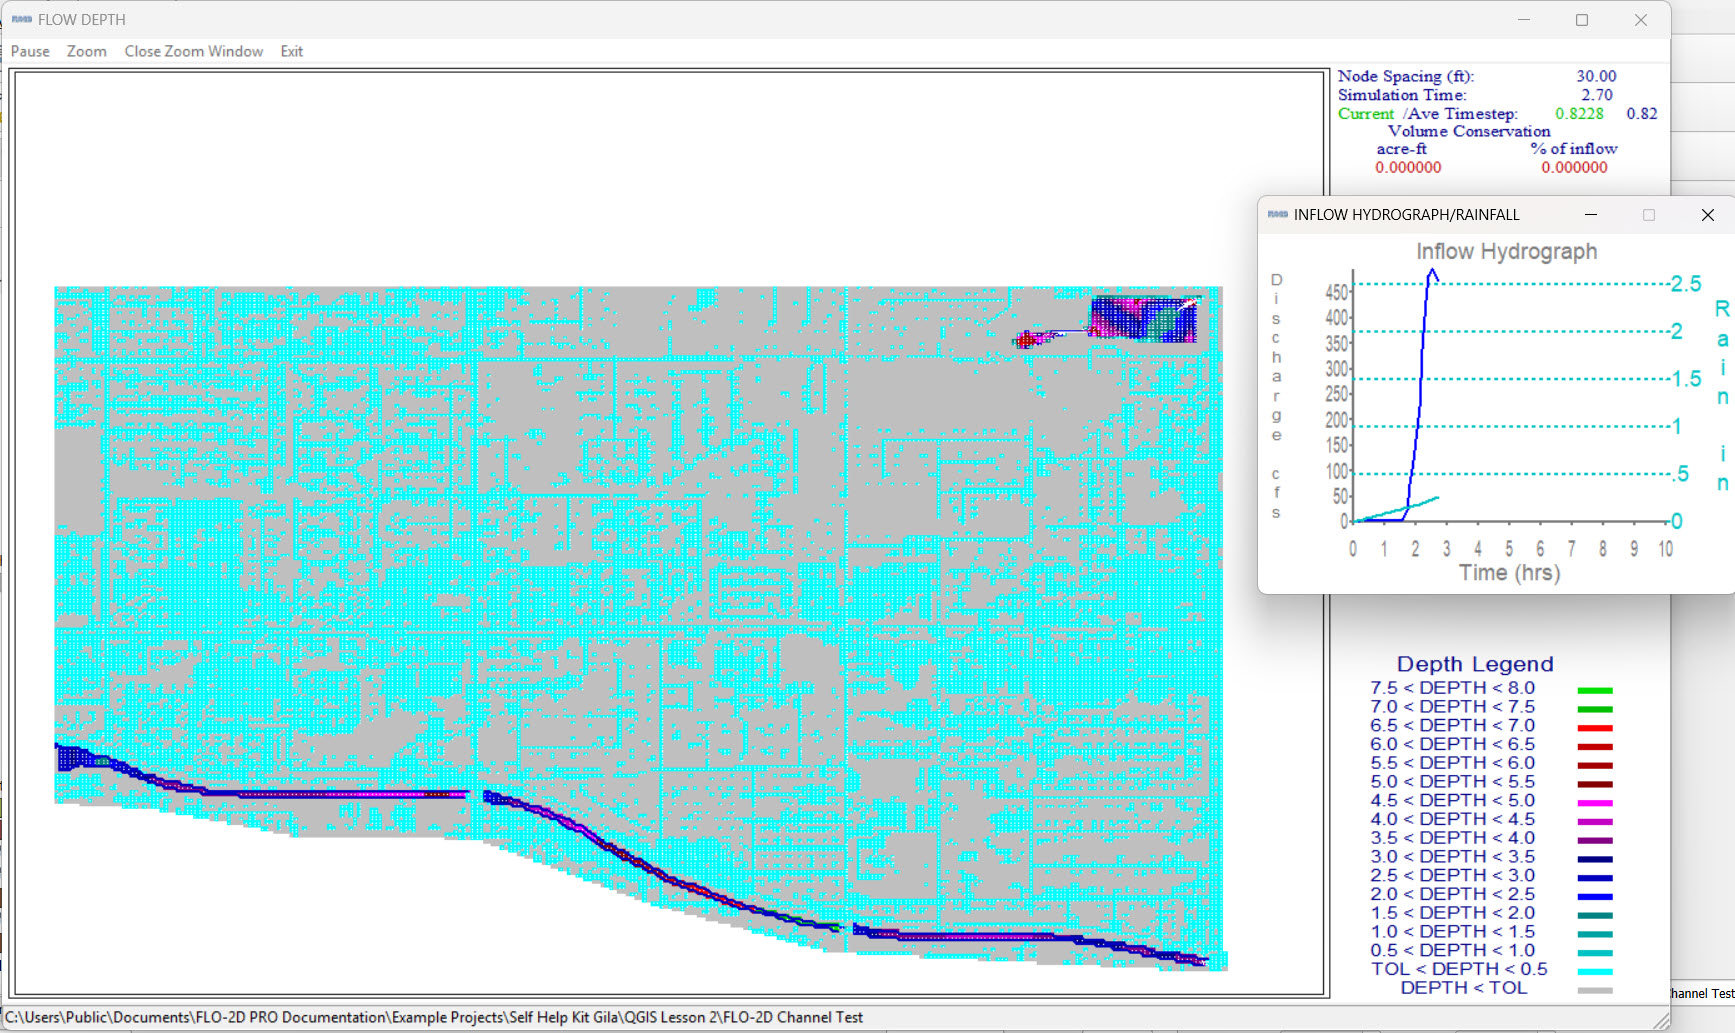 FLOW DEPTH
Pause Zoom Close Zoom Window Exit
Node Spacing (ft): 30.00
Simulation Time: 2.70
Current /Ave Timestep: 0.8228 0.82
Volume Conservation
acre-ft % of inflow
0.000000 0.000000
INFLOW HYDROGRAPH/RAINFALL
Inflow Hydrograph
Discharge cfs
450
400
350
300
250
200
150
100
50
0
2.5
2
1.5
1
.5
0
Rain in
0 1 2 3 4 5 6 7 8 9 10
Time (hrs)
Depth Legend
7.5 < DEPTH < 8.0
7.0 < DEPTH < 7.5
6.5 < DEPTH < 7.0
6.0 < DEPTH < 6.5
5.5 < DEPTH < 6.0
5.0 < DEPTH < 5.5
4.5 < DEPTH < 5.0
4.0 < DEPTH < 4.5
3.5 < DEPTH < 4.0
3.0 < DEPTH < 3.5
2.5 < DEPTH < 3.0
2.0 < DEPTH < 2.5
1.5 < DEPTH < 2.0
1.0 < DEPTH < 1.5
0.5 < DEPTH < 1.0
TOL < DEPTH < 0.5
DEPTH < TOL
hannel Test
C:\Users\Public\Documents\FLO-2D PRO Documentation\Example Projects\Self Help Kit Gila\QGIS Lesson 2\FLO-2D Channel Test